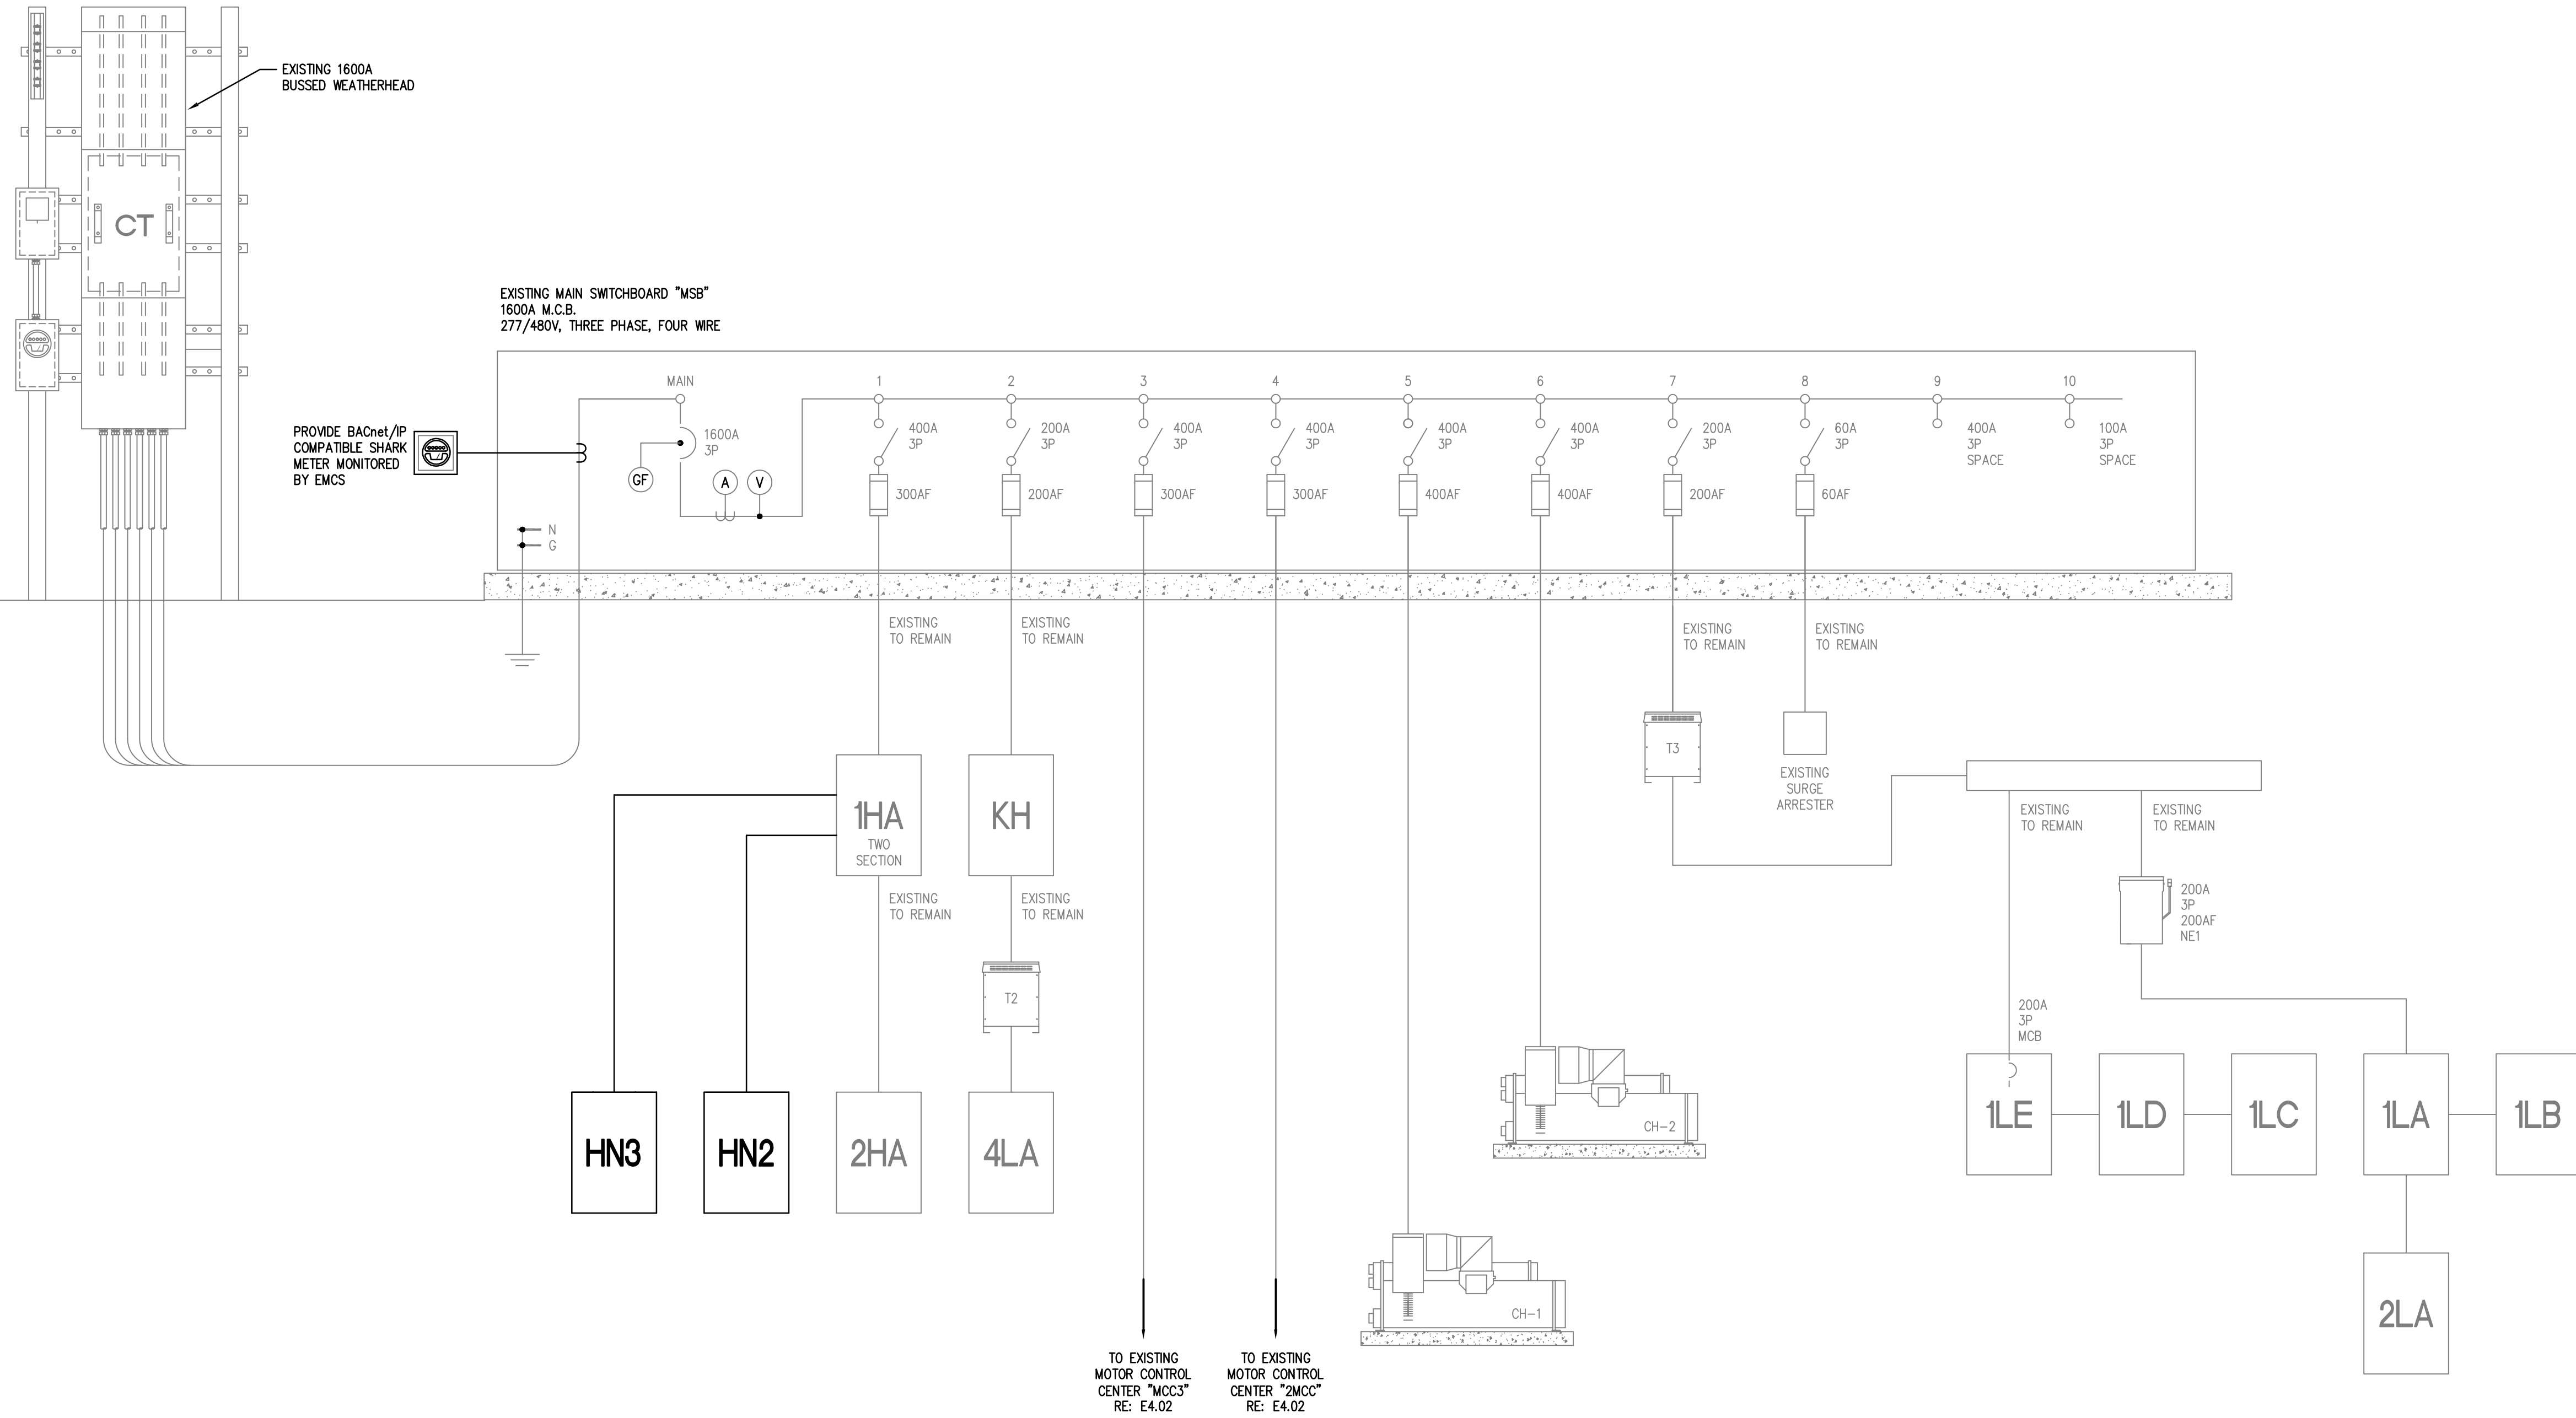 EXISTING 1600A
BUSSED WEATHERHEAD
CT
EXISTING MAIN SWITCHBOARD "MSB"
1600A M.C.B.
277/480V, THREE PHASE, FOUR WIRE
PROVIDE BACnet/IP
COMPATIBLE SHARK
METER MONITORED
BY EMCS
MAIN
1600A
3P
GF
A
V
N
G
1
400A
3P
300AF
2
200A
3P
200AF
3
400A
3P
300AF
4
400A
3P
300AF
5
400A
3P
400AF
6
400A
3P
400AF
7
200A
3P
200AF
8
60A
3P
60AF
9
400A
3P
SPACE
10
100A
3P
SPACE
EXISTING
TO REMAIN
EXISTING
TO REMAIN
EXISTING
TO REMAIN
EXISTING
TO REMAIN
T3
EXISTING
SURGE
ARRESTER
1HA
TWO
SECTION
KH
EXISTING
TO REMAIN
EXISTING
TO REMAIN
EXISTING
TO REMAIN
EXISTING
TO REMAIN
200A
3P
200AF
NE1
T2
200A
3P
MCB
HN3
HN2
2HA
4LA
CH-2
CH-1
1LE
1LD
1LC
1LA
1LB
2LA
TO EXISTING
MOTOR CONTROL
CENTER "MCC3"
RE: E4.02
TO EXISTING
MOTOR CONTROL
CENTER "2MCC"
RE: E4.02